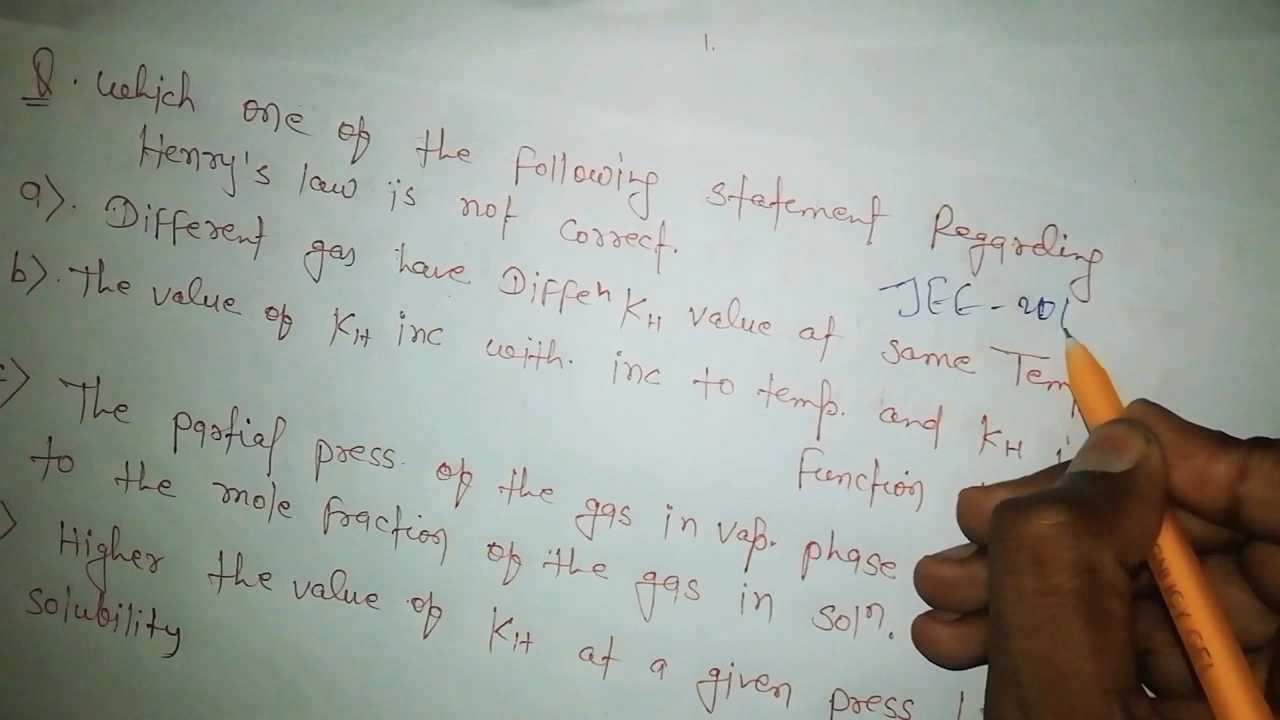 1.
Q. which one of the following statement Regarding
Henry's law is not correct.
JEE-201
a). Different gas have Diffen KH value at same Tem
b). The value of KH inc with. inc to temp. and KH i
Function
c) The partial press. of the gas in vap. phase
to the mole fraction of the gas in soln.
) Higher the value of KH at a given press
solubility